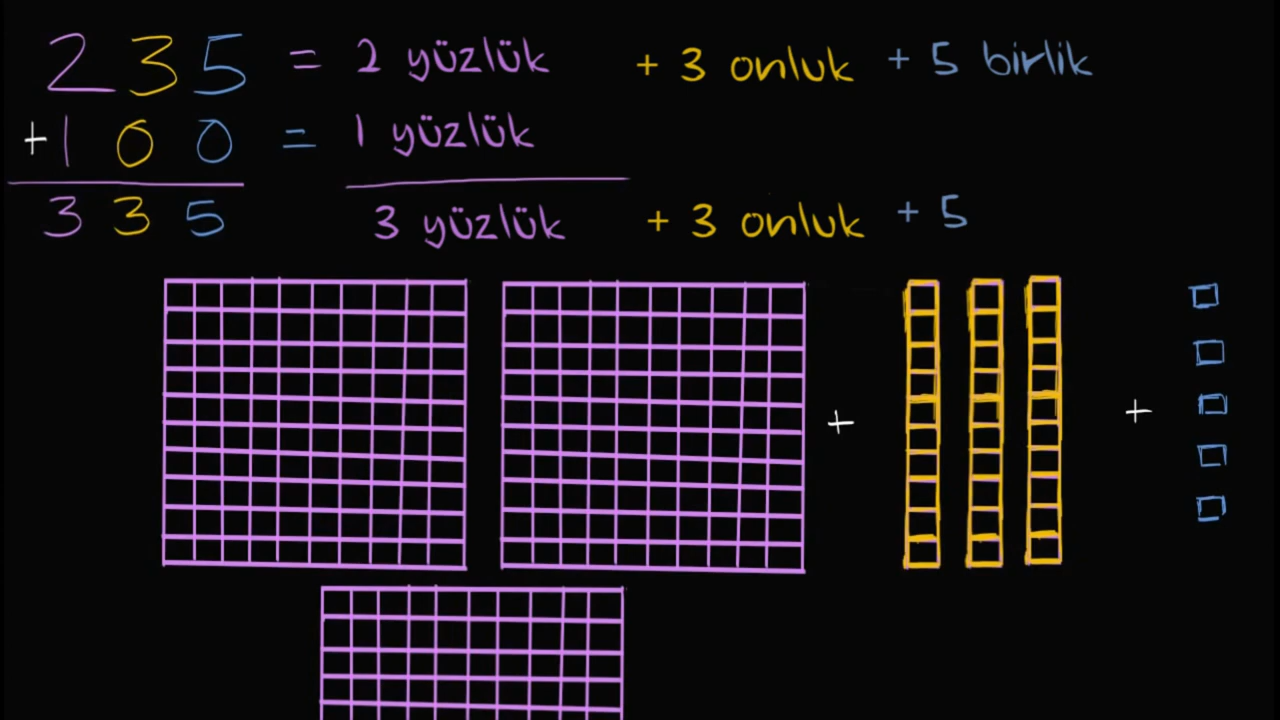 235 = 2 yüzlük + 3 onluk + 5 birlik
+100 = 1 yüzlük
335 3 yüzlük + 3 onluk + 5
+ +